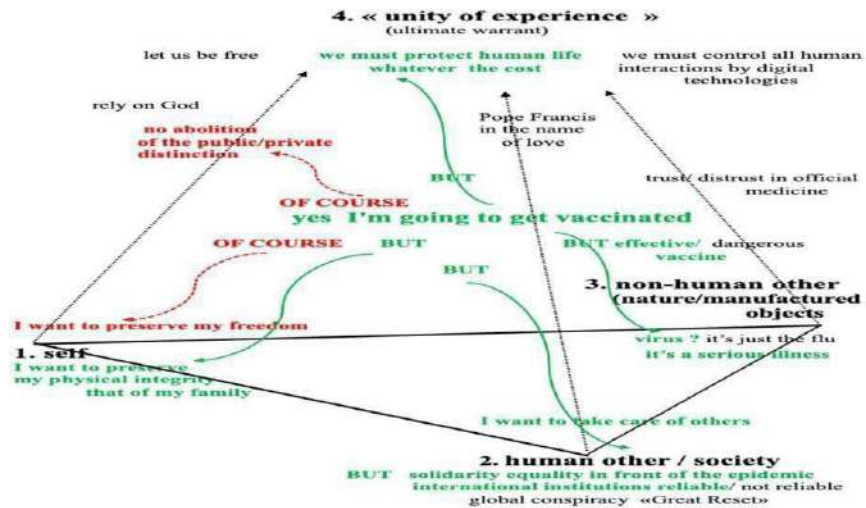 4. « unity of experience »
(ultimate warrant)
let us be free
we must protect human life
whatever the cost
we must control all human
interactions by digital
technologies
rely on God
Pope Francis
in the name
of love
no abolition
of the public/private
distinction
BUT
trust/ distrust in official
medicine
OF COURSE
yes I'm going to get vaccinated
OF COURSE
BUT
BUT effective/ dangerous
vaccine
BUT
3. non-human other
(nature/manufactured
objects
I want to preserve my freedom
1. self
virus ? it's just the flu
it's a serious illness
I want to preserve
my physical integrity
that of my family
I want to take care of others
2. human other / society
BUT solidarity equality in front of the epidemic
international institutions reliable/ not reliable
global conspiracy «Great Reset»